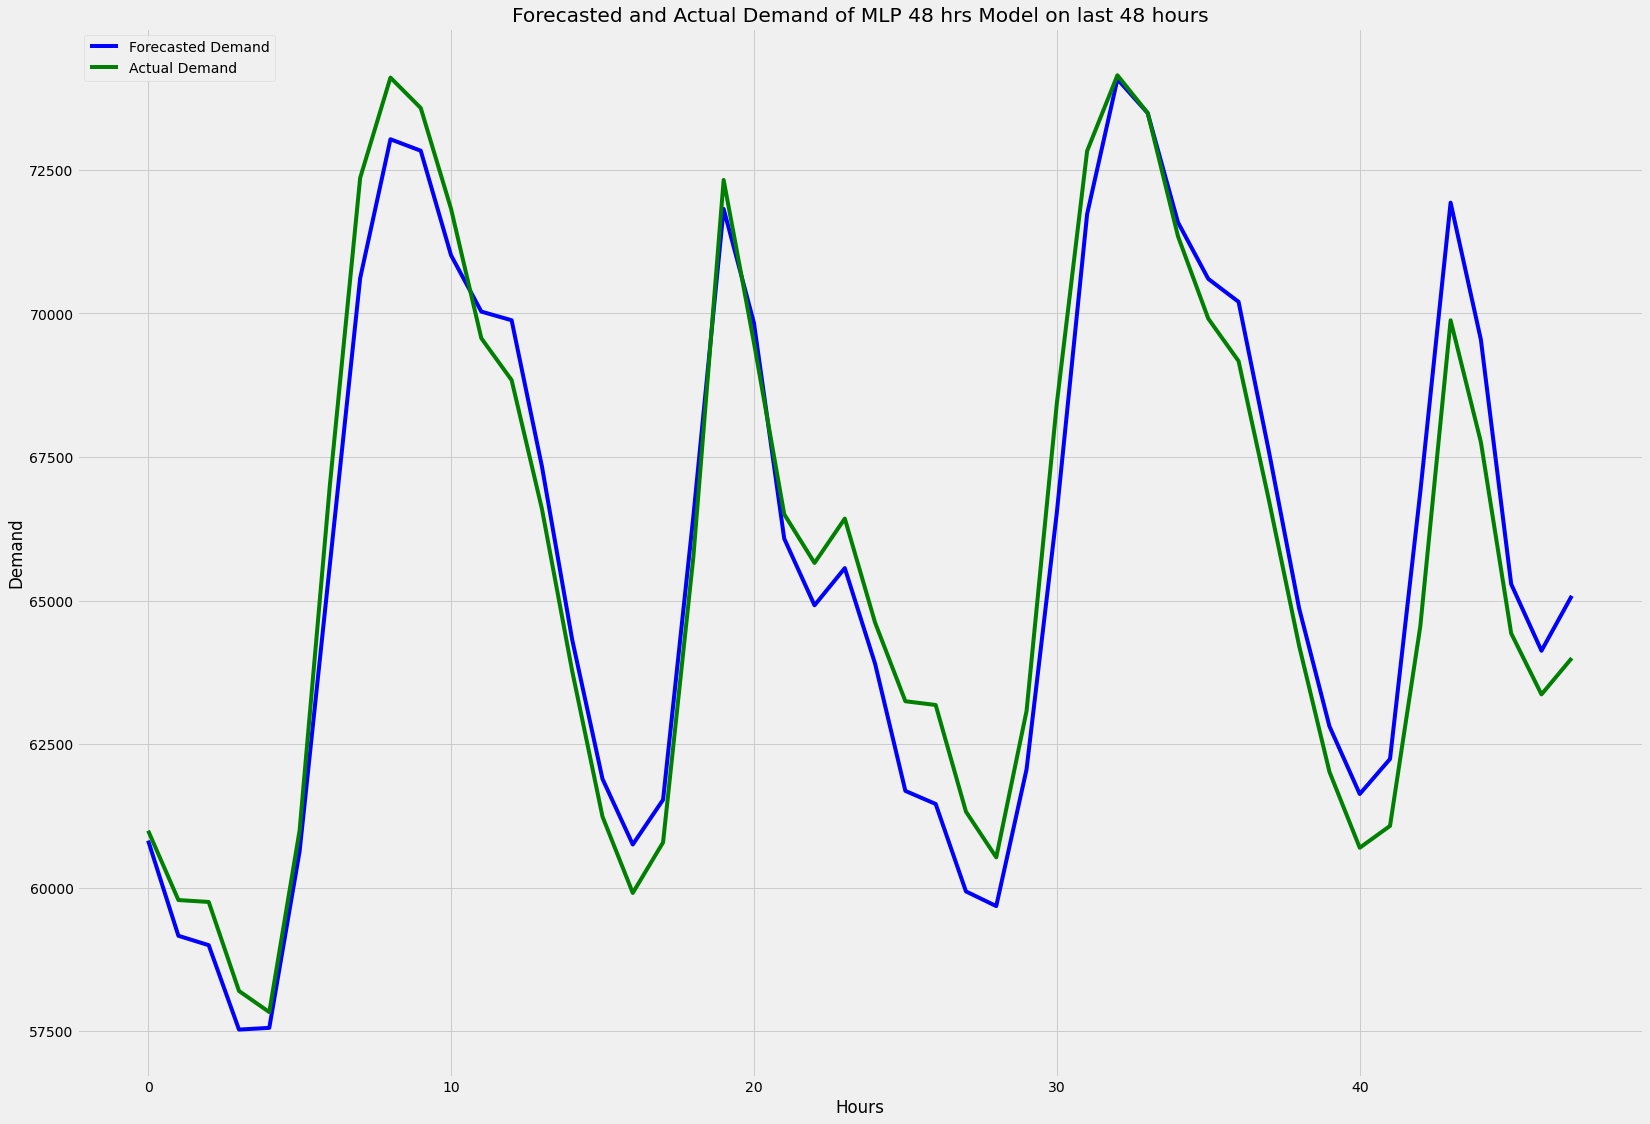 Forecasted and Actual Demand of MLP 48 hrs Model on last 48 hours
Forecasted Demand
Actual Demand
72500
70000
67500
65000
62500
60000
57500
Demand
0 10 20 30 40
Hours